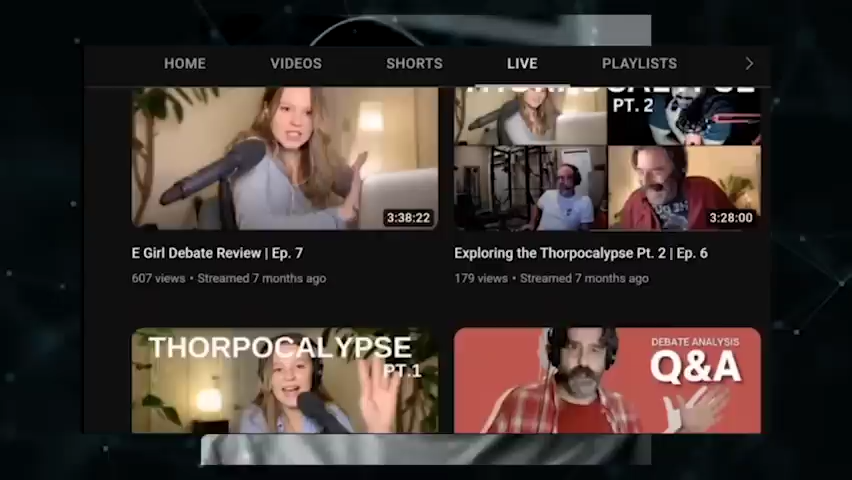 HOME VIDEOS SHORTS LIVE PLAYLISTS
PT. 2
3:38:22
3:28:00
E Girl Debate Review | Ep. 7
Exploring the Thorpocalypse Pt. 2 | Ep. 6
607 views • Streamed 7 months ago
179 views • Streamed 7 months ago
THORPOCALYPSE
PT.1
DEBATE ANALYSIS
Q&A